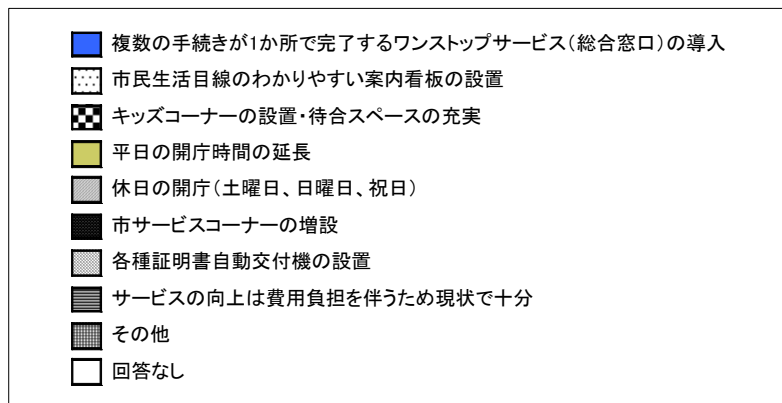 複数の手続きが1か所で完了するワンストップサービス(総合窓口)の導入
市民生活目線のわかりやすい案内看板の設置
キッズコーナーの設置・待合スペースの充実
平日の開庁時間の延長
休日の開庁(土曜日、日曜日、祝日)
市サービスコーナーの増設
各種証明書自動交付機の設置
サービスの向上は費用負担を伴うため現状で十分
その他
回答なし